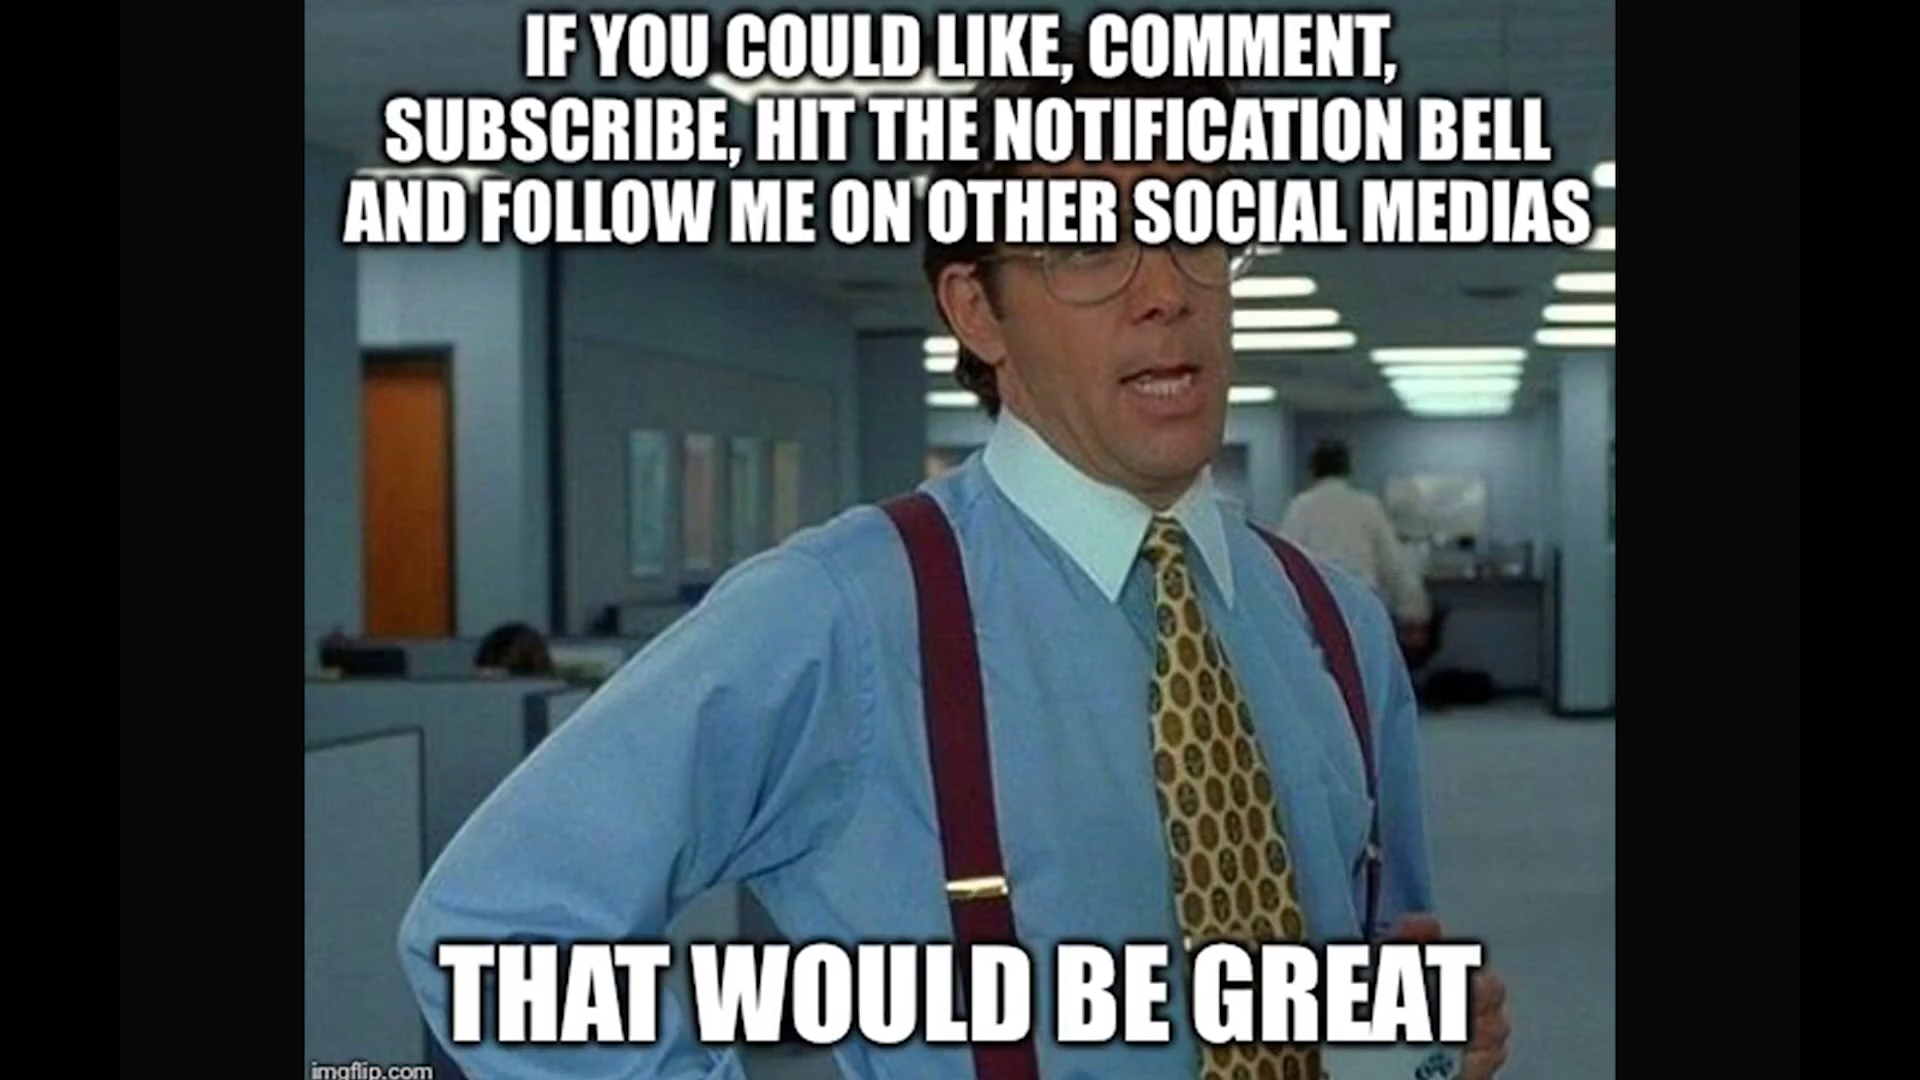 IF YOU COULD LIKE, COMMENT,
SUBSCRIBE, HIT THE NOTIFICATION BELL
AND FOLLOW ME ON OTHER SOCIAL MEDIAS
THAT WOULD BE GREAT
imgflip.com